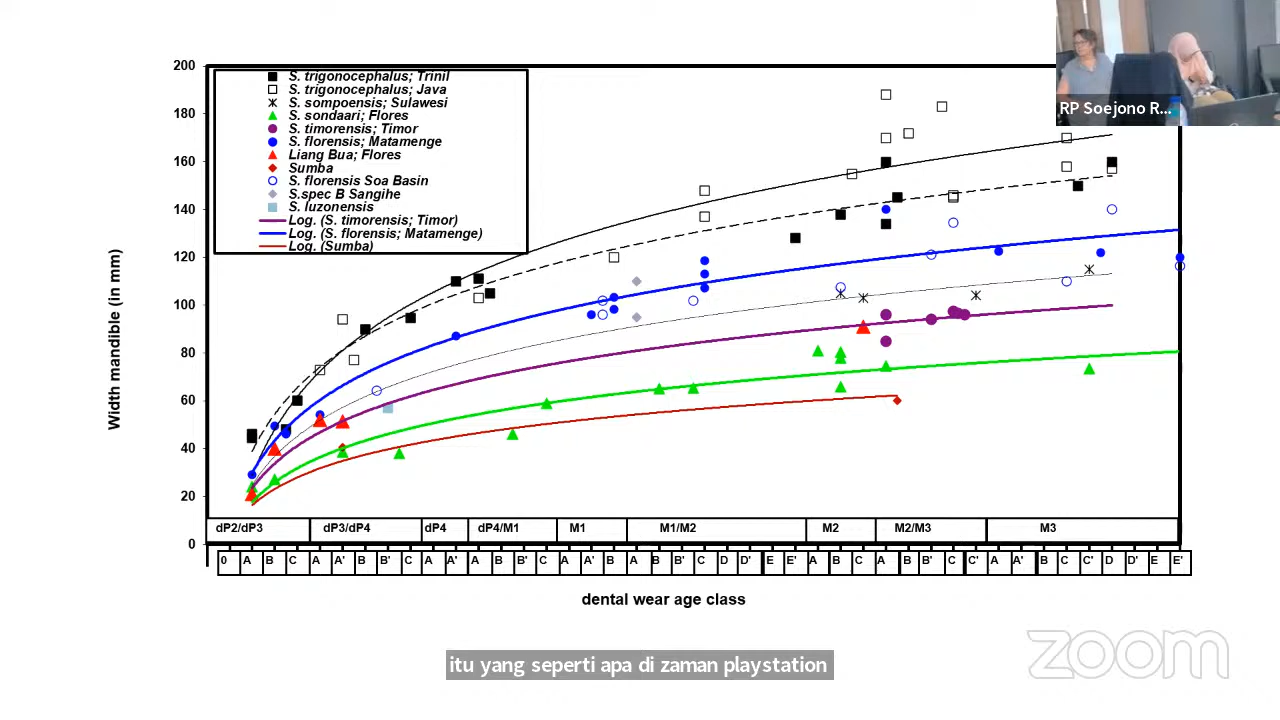 200
180
160
140
120
100
80
60
40
20
0
Width mandible (in mm)
S. trigonocephalus; Trinil
S. trigonocephalus; Java
S. sompoensis; Sulawesi
S. sondaari; Flores
S. timorensis; Timor
S. florensis; Matamenge
Liang Bua; Flores
Sumba
S. florensis Soa Basin
S.spec B Sangihe
S. luzonensis
Log. (S. timorensis; Timor)
Log. (S. florensis; Matamenge)
Log. (Sumba)
RP Soejono R...
dP2/dP3 dP3/dP4 dP4 dP4/M1 M1 M1/M2 M2 M2/M3 M3
0 A B C A A' B B' C A A' A B B' C A A' B A B B' C D D' E E' A B C A B B' C C' A A' B C C' D D' E E'
dental wear age class
itu yang seperti apa di zaman playstation
zoom